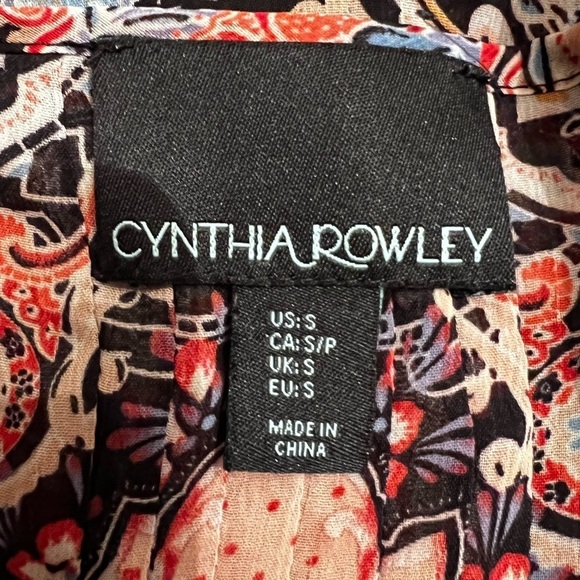 CYNTHIA ROWLEY
US: S
CA: S/P
UK: S
EU: S
MADE IN
CHINA